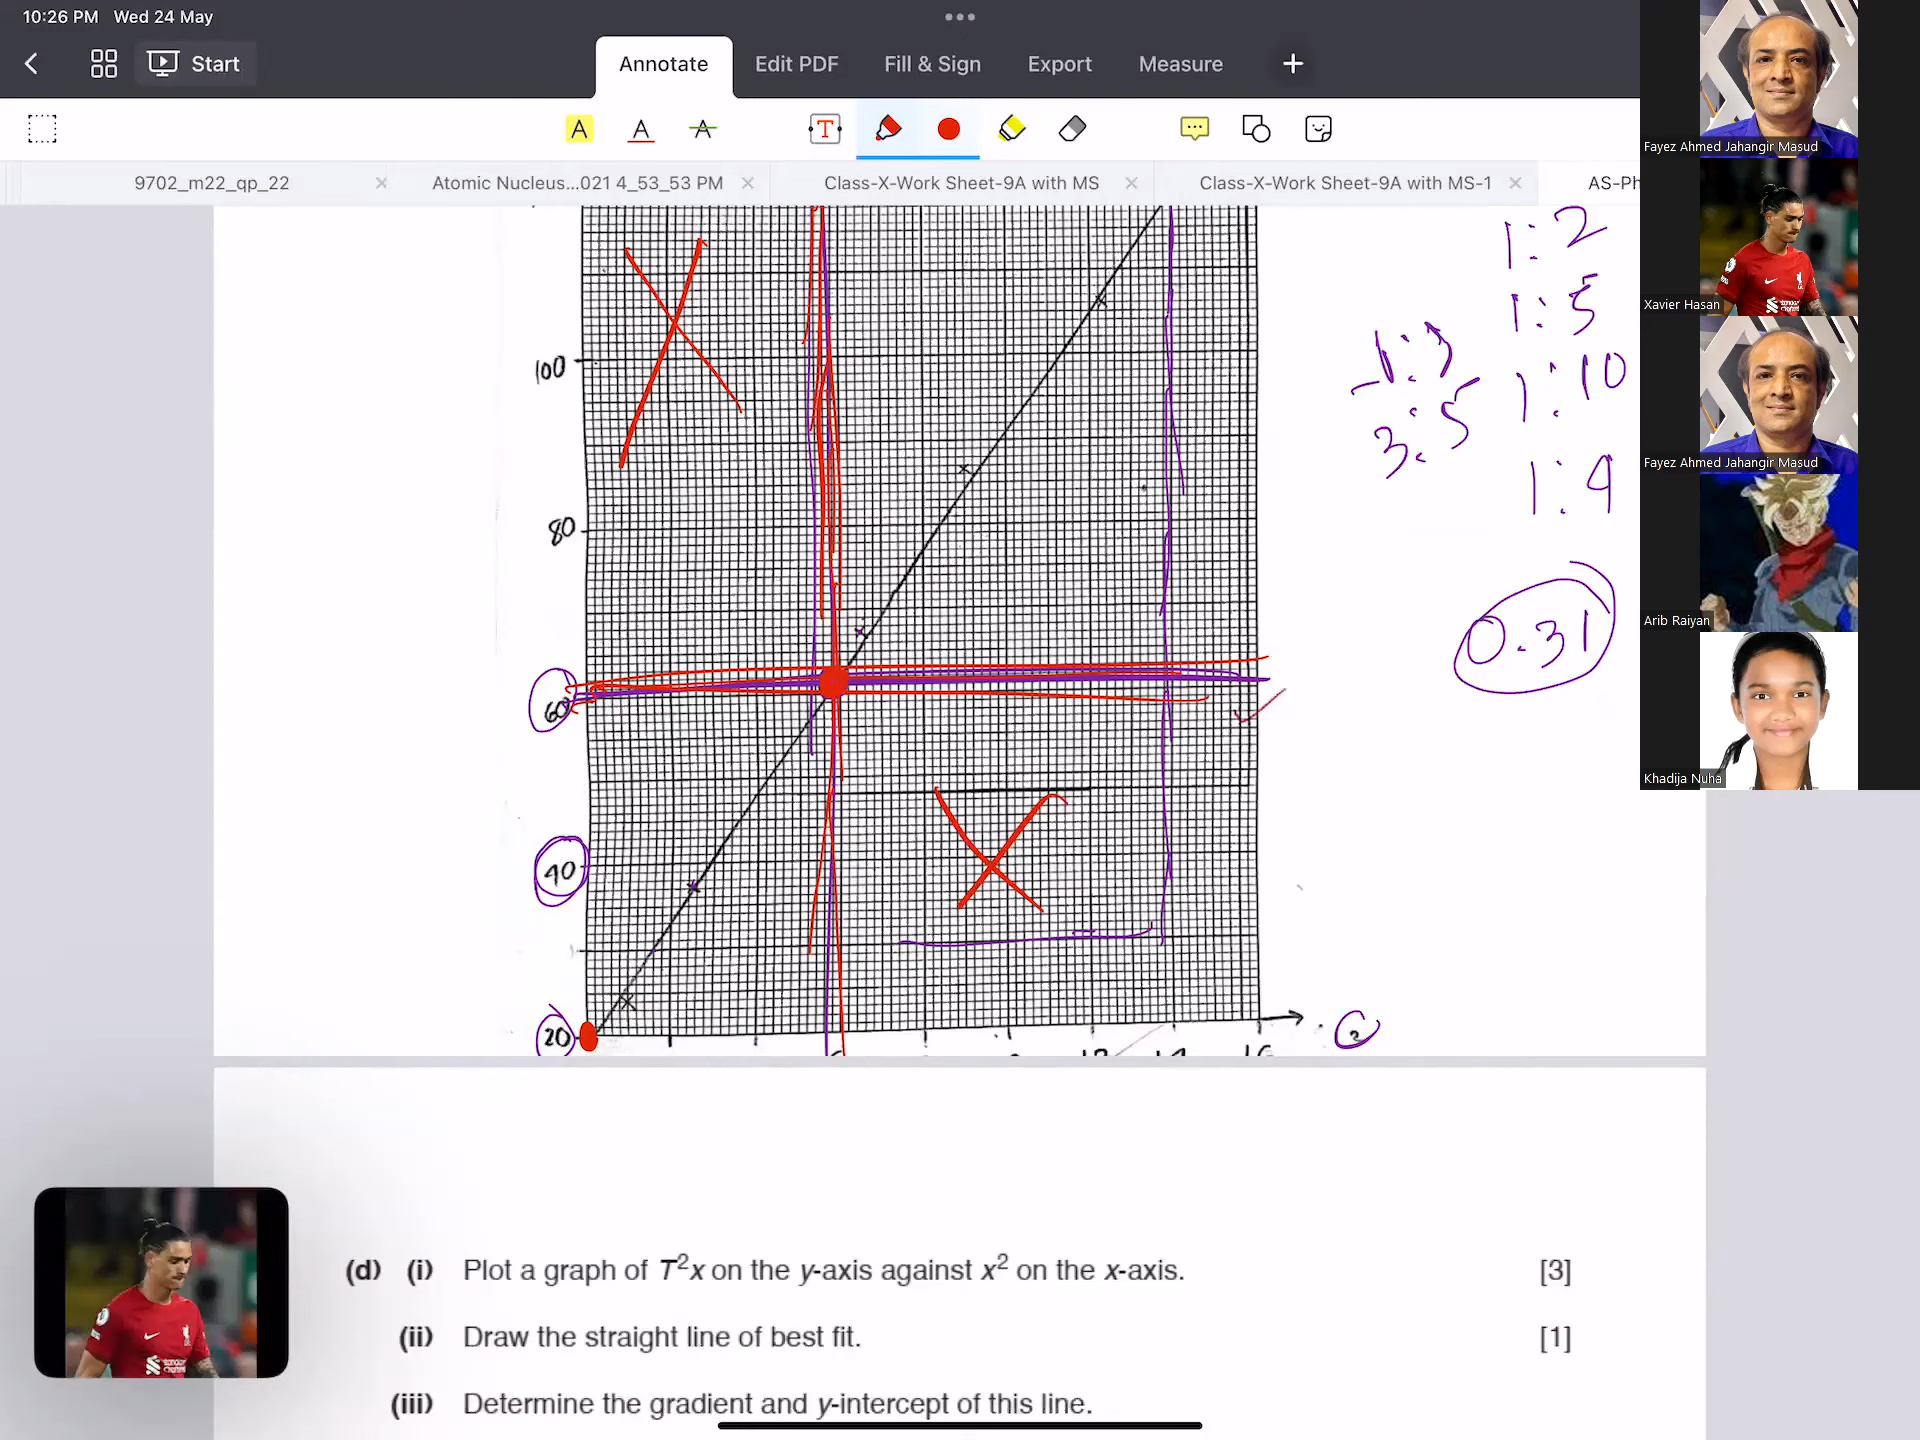 10:26 PM Wed 24 May
Start
Annotate
Edit PDF
Fill & Sign
Export
Measure
9702_m22_qp_22
Atomic Nucleus...021 4_53_53 PM
Class-X-Work Sheet-9A with MS
Class-X-Work Sheet-9A with MS-1
AS-Ph
Fayez Ahmed Jahangir Masud
Xavier Hasan
Fayez Ahmed Jahangir Masud
Arib Raiyan
Khadija Nuha
1:2
1:5
1:10
3:5
0.31
100
80
60
40
20
(d) (i) Plot a graph of T²x on the y-axis against x² on the x-axis. [3]
(ii) Draw the straight line of best fit. [1]
(iii) Determine the gradient and y-intercept of this line.